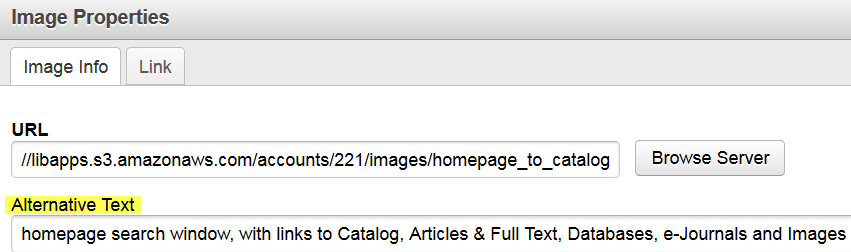 Image Properties
Image Info Link
URL
//libapps.s3.amazonaws.com/accounts/221/images/homepage_to_catalog Browse Server
Alternative Text
homepage search window, with links to Catalog, Articles & Full Text, Databases, e-Journals and Images